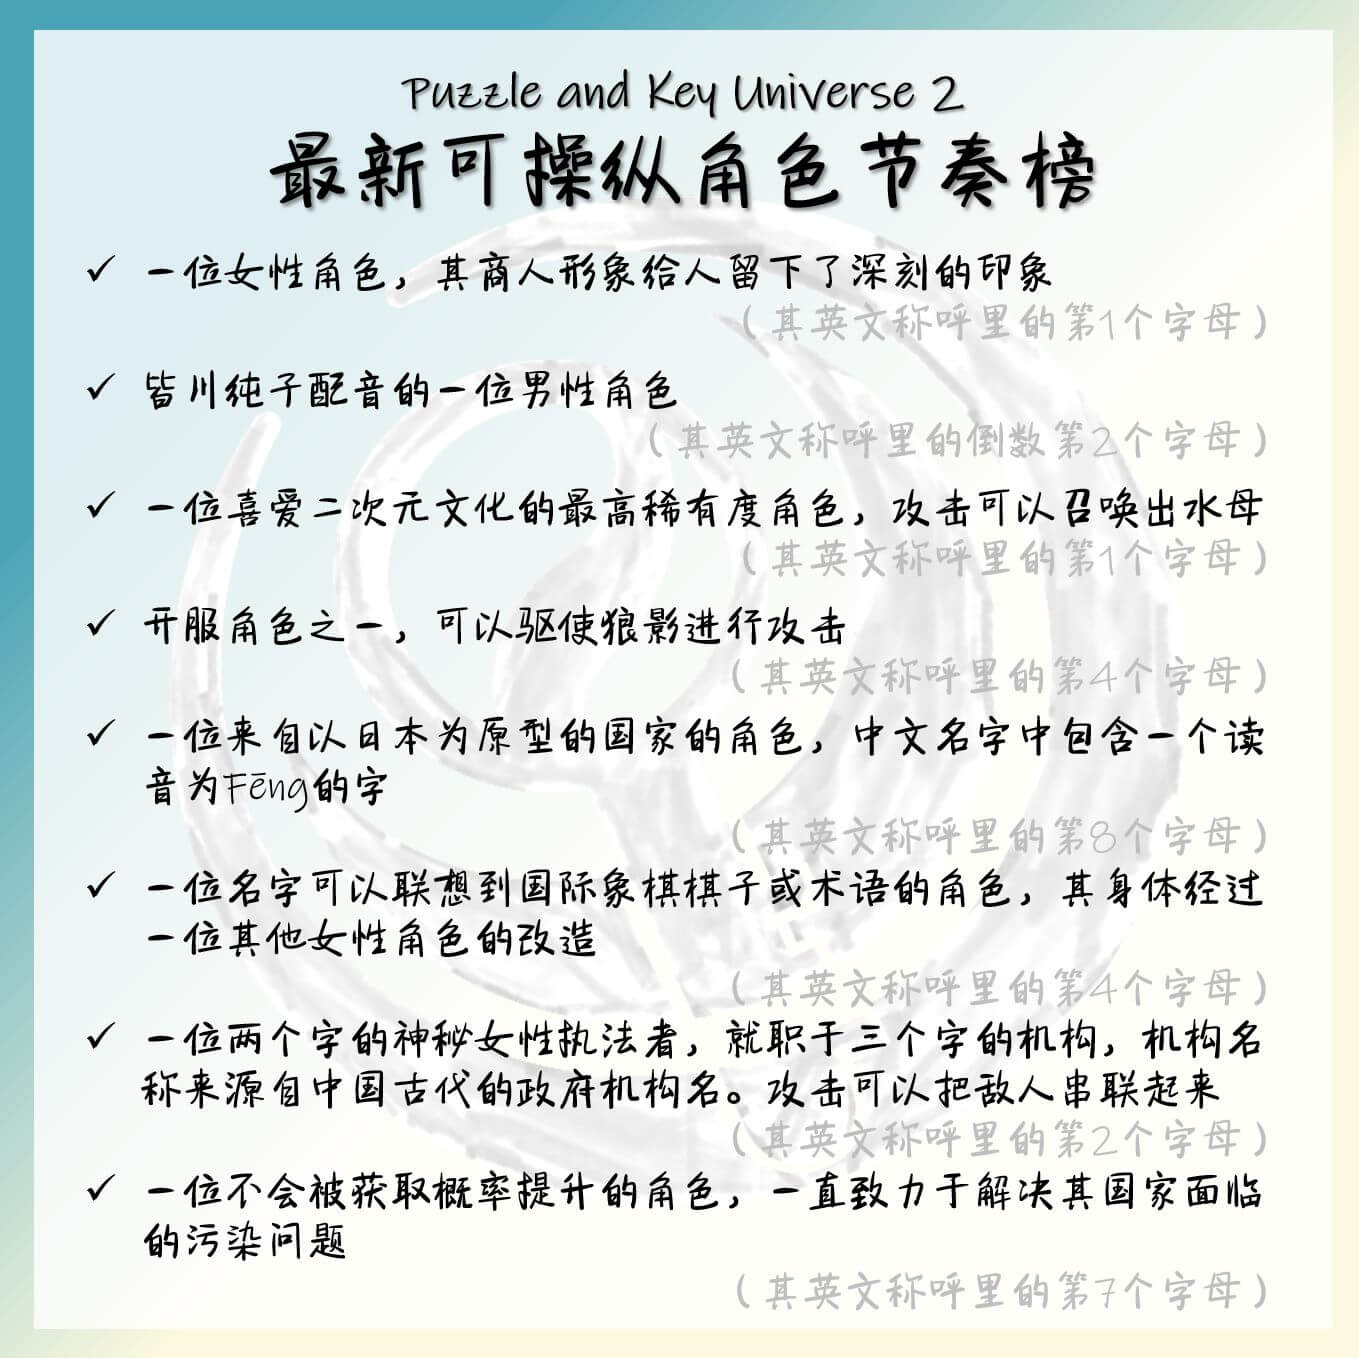 Puzzle and Key Universe 2
最新可操纵角色节奏榜
✓ 一位女性角色，其商人形象给人留下了深刻的印象
（其英文称呼里的第1个字母）
✓ 皆川纯子配音的一位男性角色
（其英文称呼里的倒数第2个字母）
✓ 一位喜爱二次元文化的最高稀有度角色，攻击可以召唤出水母
（其英文称呼里的第1个字母）
✓ 开服角色之一，可以驱使狼影进行攻击
（其英文称呼里的第4个字母）
✓ 一位来自以日本为原型的国家的角色，中文名字中包含一个读
音为Fēng的字
（其英文称呼里的第8个字母）
✓ 一位名字可以联想到国际象棋棋子或术语的角色，其身体经过
一位其他女性角色的改造
（其英文称呼里的第4个字母）
✓ 一位两个字的神秘女性执法者，就职于三个字的机构，机构名
称来源自中国古代的政府机构名。攻击可以把敌人串联起来
（其英文称呼里的第2个字母）
✓ 一位不会被获取概率提升的角色，一直致力于解决其国家面临
的污染问题
（其英文称呼里的第7个字母）